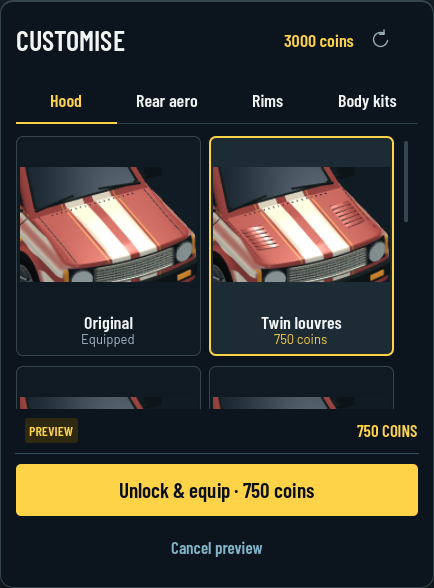 CUSTOMISE
3000 coins
Hood
Rear aero
Rims
Body kits
Original
Equipped
Twin louvres
750 coins
PREVIEW
750 COINS
Unlock & equip · 750 coins
Cancel preview